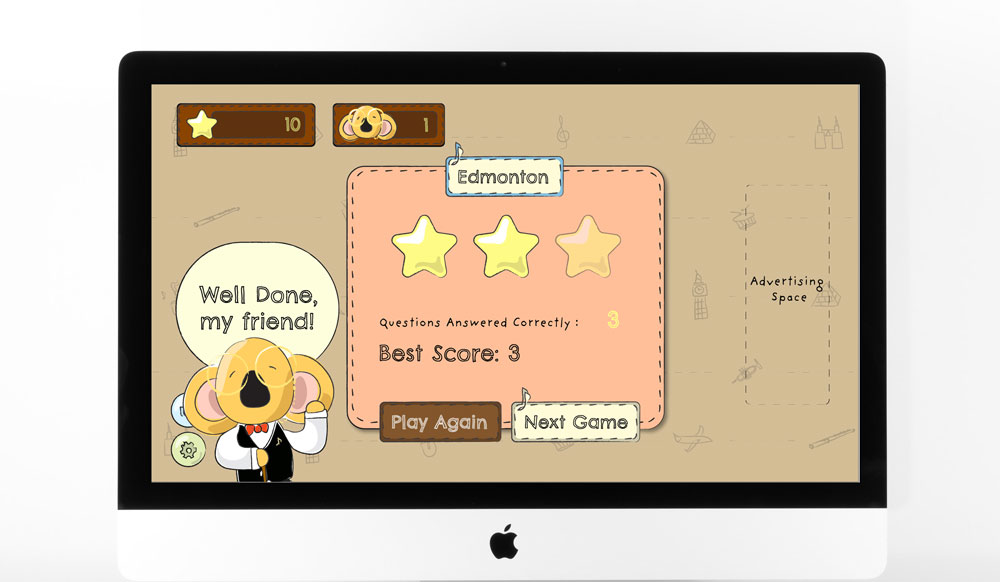 10
1
Edmonton
Well Done,
my friend!
Questions Answered Correctly : 3
Best Score: 3
Play Again
Next Game
Advertising
Space